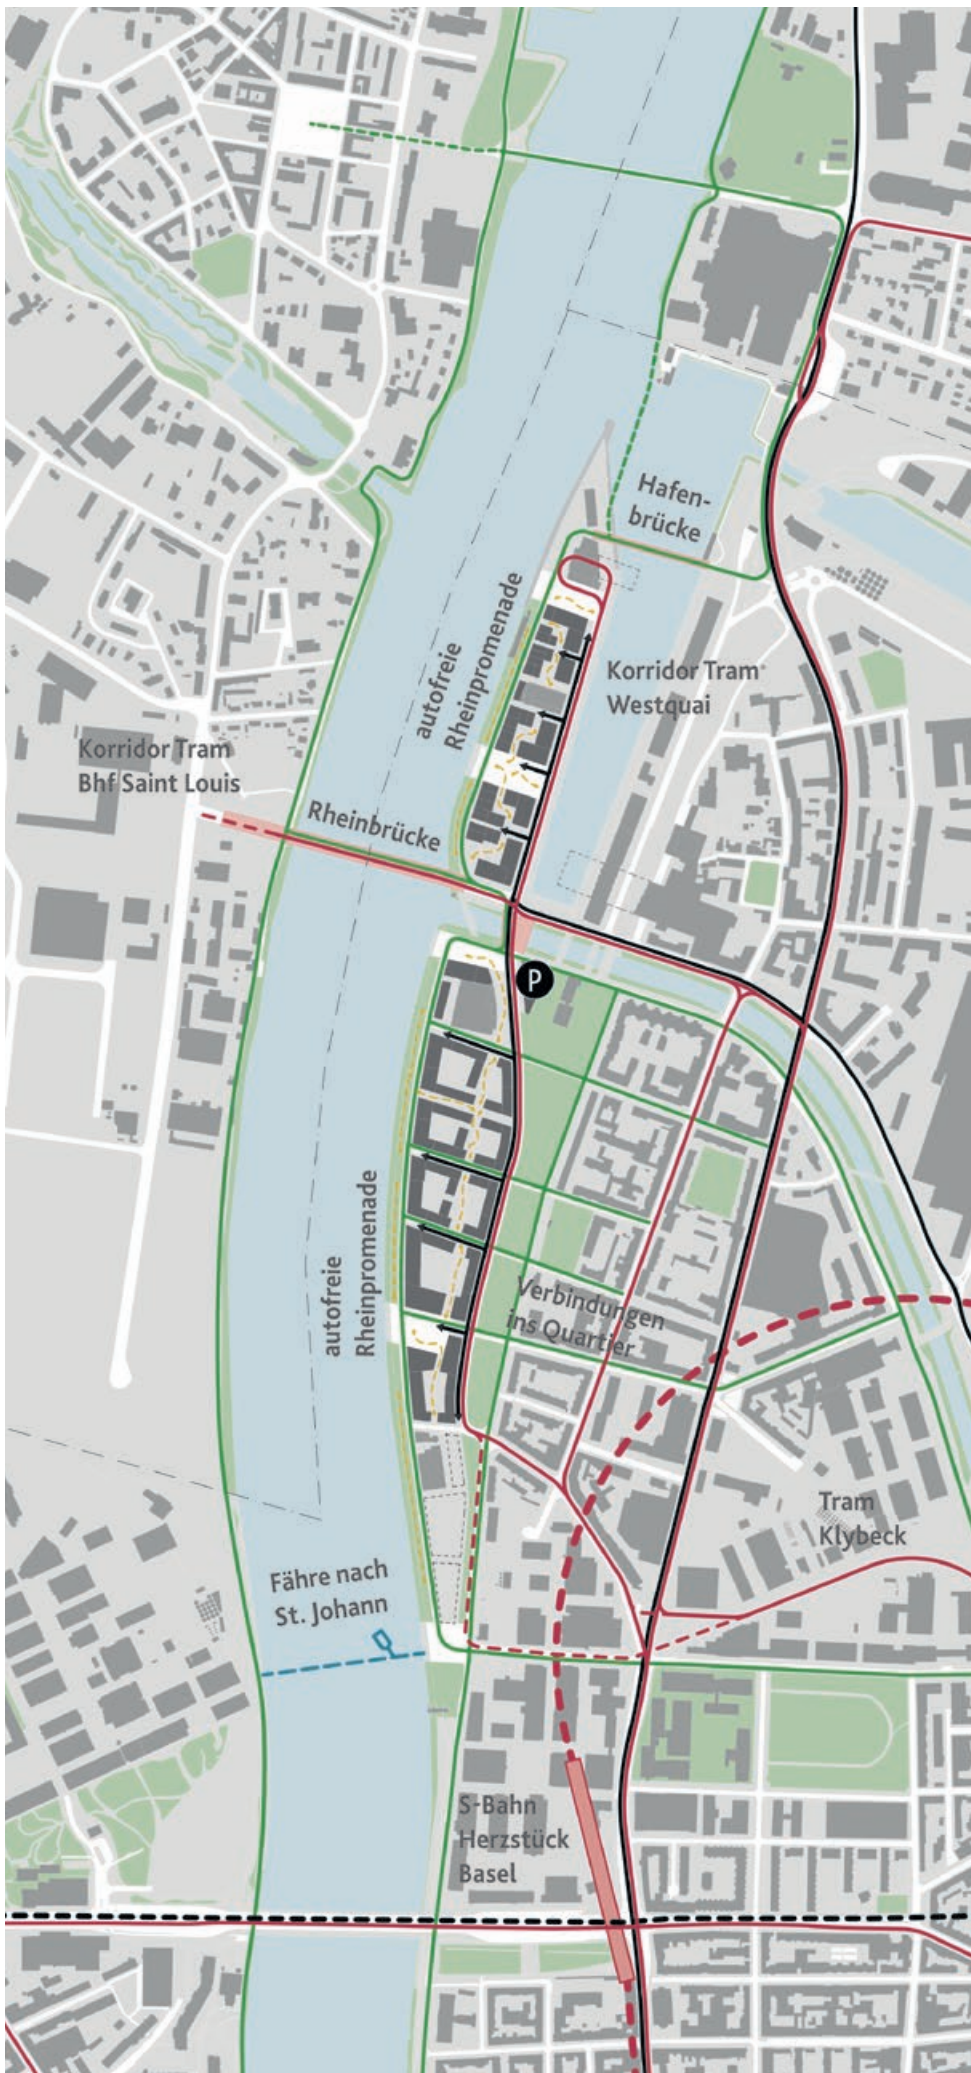 Hafen-
brücke
autofreie
Rheinpromenade
Korridor Tram
Westquai
Korridor Tram
Bhf Saint Louis
Rheinbrücke
P
autofreie
Rheinpromenade
Verbindungen
ins Quartier
Tram
Klybeck
Fähre nach
St. Johann
S-Bahn
Herzstück
Basel